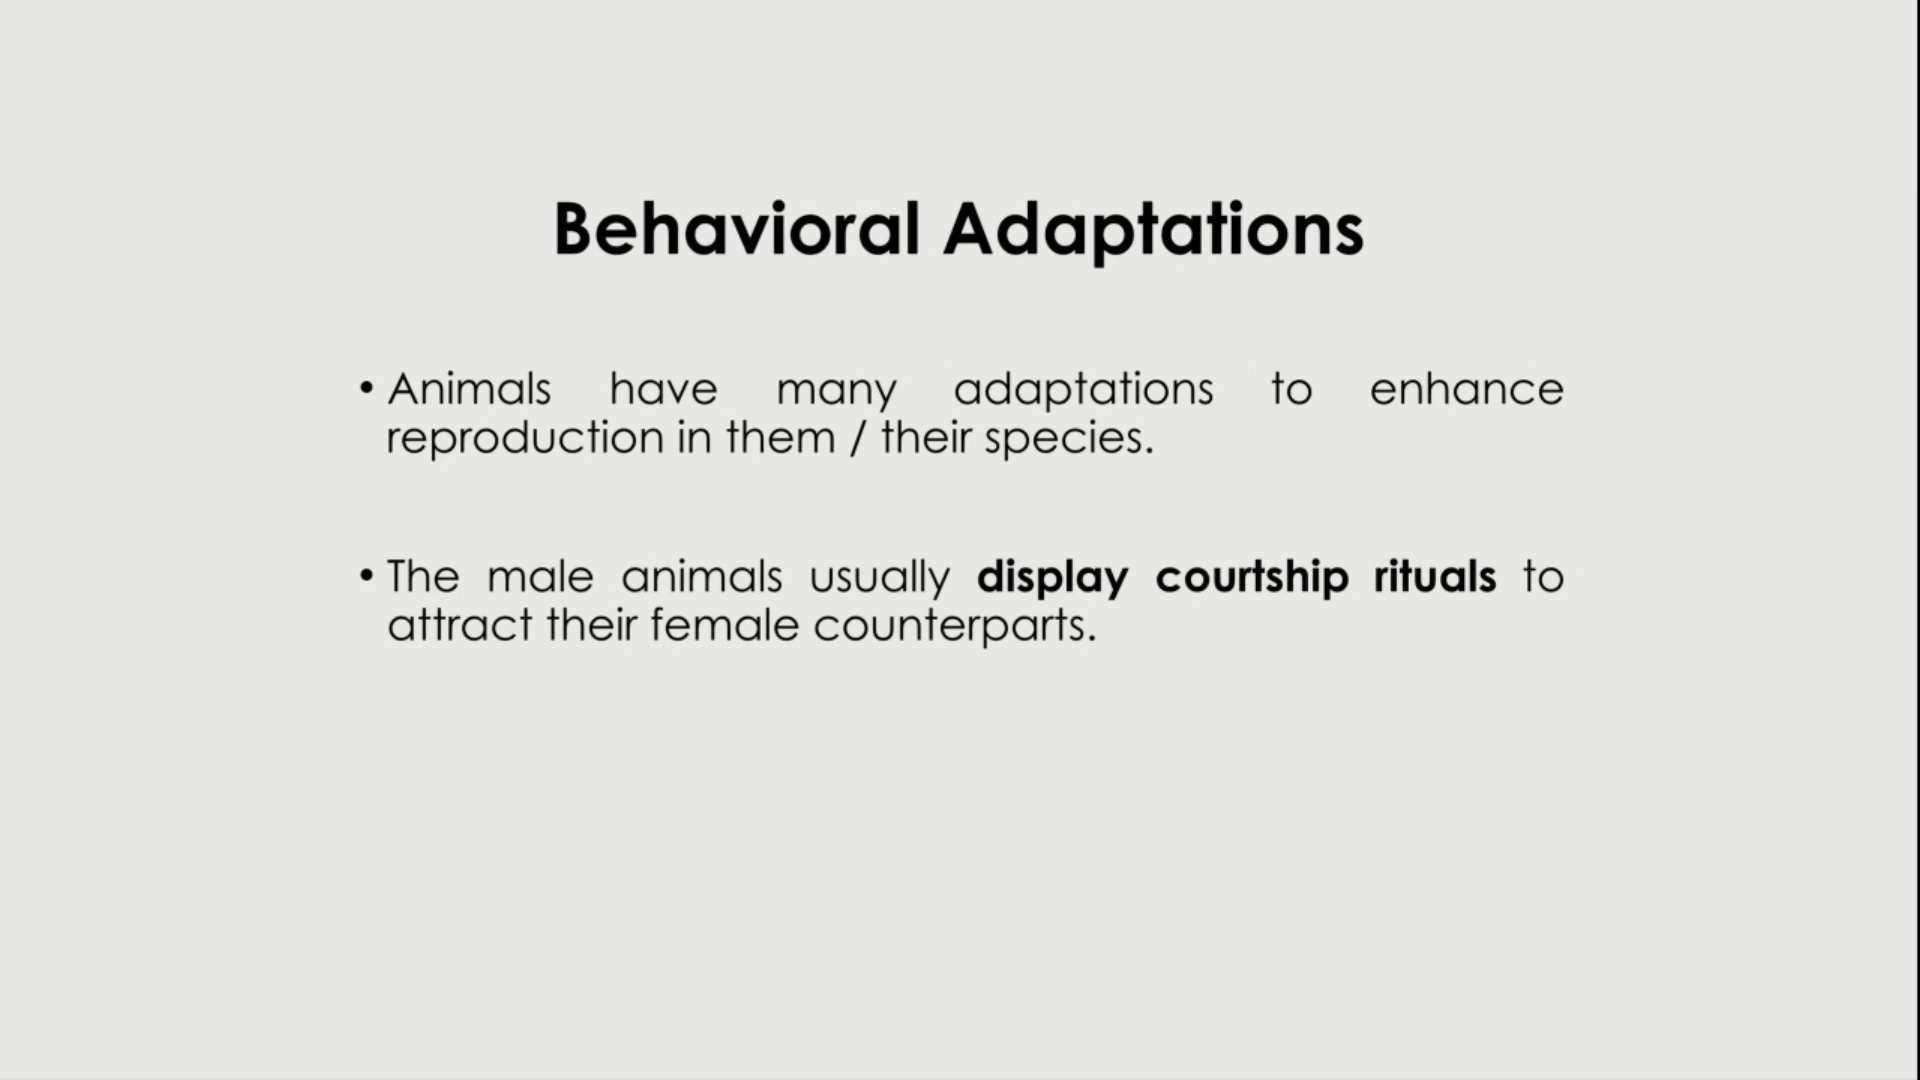 Behavioral Adaptations
• Animals have many adaptations to enhance
reproduction in them / their species.
• The male animals usually display courtship rituals to
attract their female counterparts.